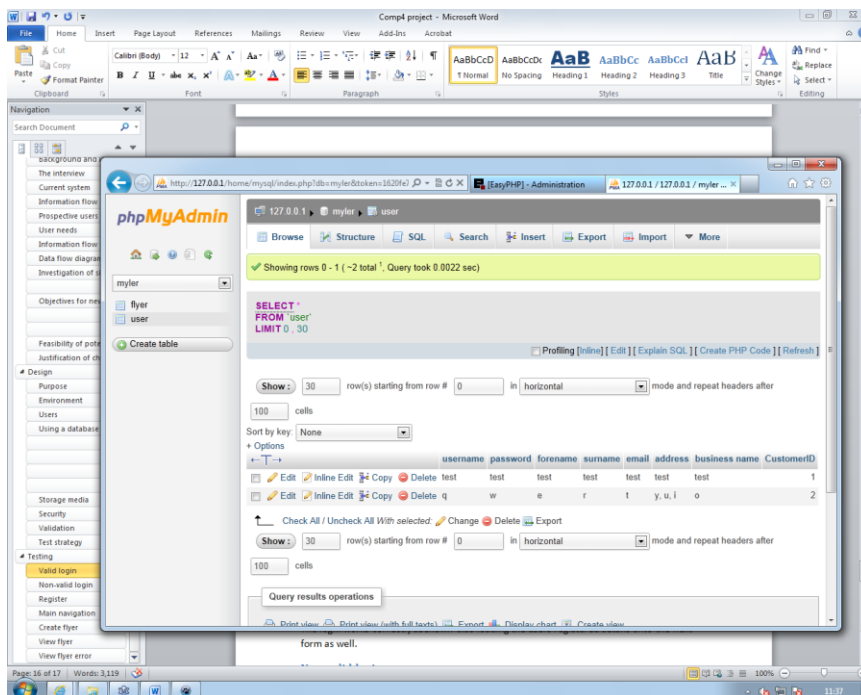 Comp4 project - Microsoft Word
File Home Insert Page Layout References Mailings Review View Add-Ins Acrobat
Cut
Copy
Format Painter
Paste
Clipboard
Calibri (Body) 12
Font
Paragraph
AaBbCcD AaBbCcDc AaB AaBbCc AaBbCcI AaB
¶ Normal No Spacing Heading 1 Heading 2 Heading 3 Title
Change Styles
Styles
Find
Replace
Select
Editing
Navigation
Search Document
Background and
The interview
Current system
Information flow
Prospective users
User needs
Information flow
Data flow diagram
Investigation of
Objectives for new
Feasibility of
Justification of
Design
Purpose
Environment
Users
Using a database
Storage media
Security
Validation
Test strategy
Testing
Valid login
Non-valid login
Register
Main navigation
Create flyer
View flyer
View flyer error
http://127.0.0.1/home/mysql/index.php?db=myler&token=1620fe
[EasyPHP] - Administration
127.0.0.1 / 127.0.0.1 / myler ...
phpMyAdmin
myler
flyer
user
Create table
127.0.0.1 myler user
Browse Structure SQL Search Insert Export Import More
Showing rows 0 - 1 ( ~2 total 1, Query took 0.0022 sec)
SELECT *
FROM `user`
LIMIT 0 , 30
Profiling [Inline] [ Edit ] [ Explain SQL ] [ Create PHP Code ] [ Refresh ]
Show : 30 row(s) starting from row # 0 in horizontal mode and repeat headers after
100 cells
Sort by key: None
+ Options
username password forename surname email address business name CustomerID
Edit Inline Edit Copy Delete test test test test test test test 1
Edit Inline Edit Copy Delete q w e r t y, u, i o 2
Check All / Uncheck All With selected: Change Delete Export
Show : 30 row(s) starting from row # 0 in horizontal mode and repeat headers after
100 cells
Query results operations
Print view Print view (with full texts) Export Display chart Create view
form as well.
Page: 16 of 17 Words: 3,119
100%
11:37